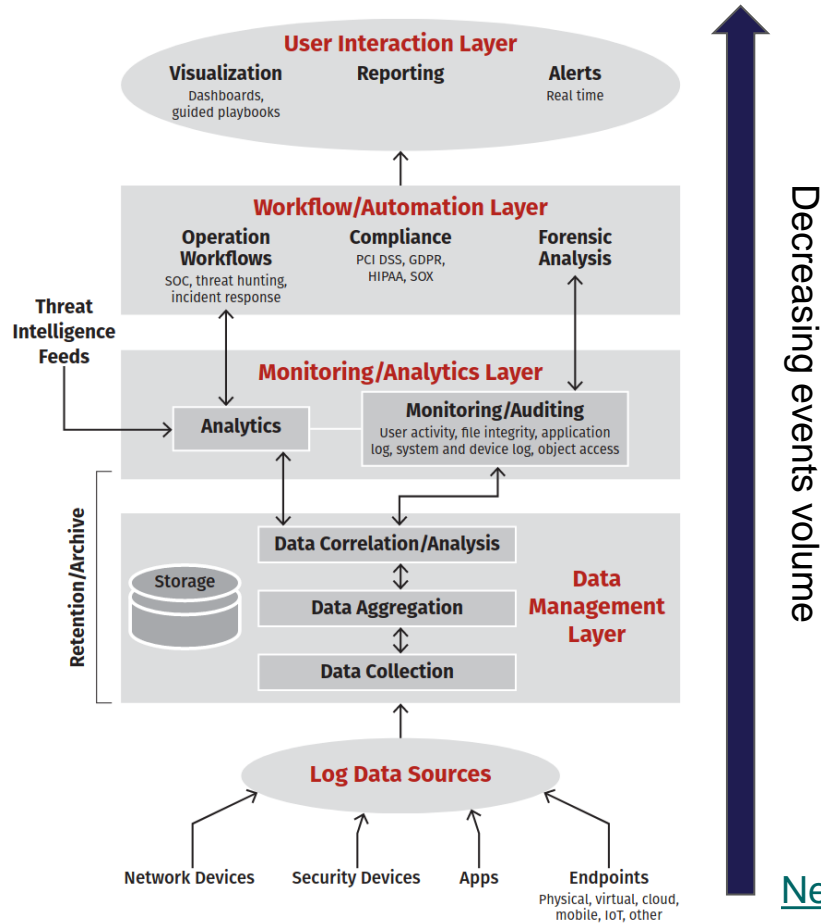 User Interaction Layer
Visualization
Dashboards,
guided playbooks
Reporting
Alerts
Real time
Workflow/Automation Layer
Operation
Workflows
SOC, threat hunting,
incident response
Compliance
PCI DSS, GDPR,
HIPAA, SOX
Forensic
Analysis
Threat
Intelligence
Feeds
Monitoring/Analytics Layer
Analytics
Monitoring/Auditing
User activity, file integrity, application
log, system and device log, object access
Retention/Archive
Storage
Data Correlation/Analysis
Data Aggregation
Data Collection
Data
Management
Layer
Log Data Sources
Network Devices
Security Devices
Apps
Endpoints
Physical, virtual, cloud,
mobile, IOT, other
Decreasing events volume
Ne